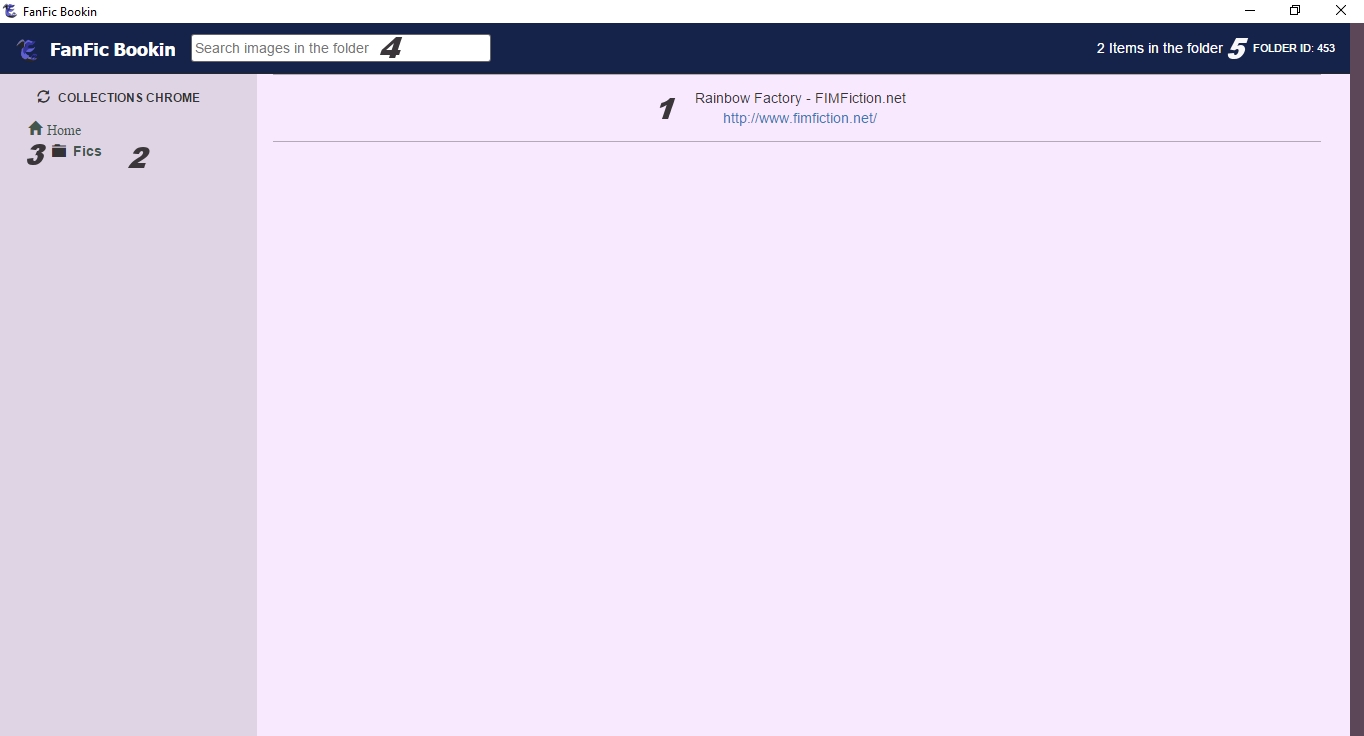 FanFic Bookin
FanFic Bookin
Search images in the folder 4
2 Items in the folder 5 FOLDER ID: 453
COLLECTIONS CHROME
Home
3 Fics 2
1 Rainbow Factory - FIMFiction.net
http://www.fimfiction.net/